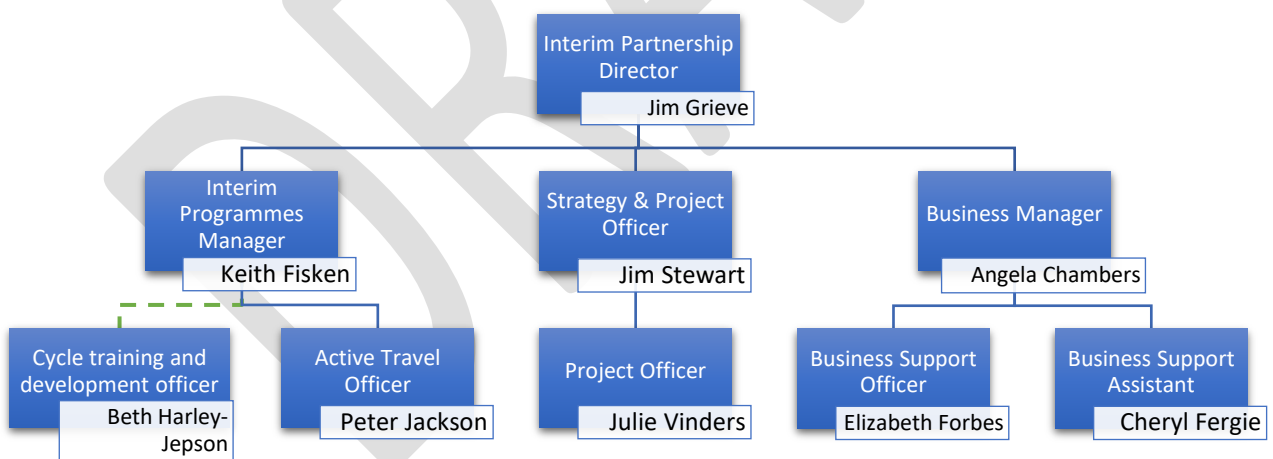 Interim Partnership
Director
Jim Grieve
Interim
Programmes
Manager
Keith Fisken
Strategy & Project
Officer
Jim Stewart
Business Manager
Angela Chambers
Cycle training and
development officer
Beth Harley-
Jepson
Active Travel
Officer
Peter Jackson
Project Officer
Julie Vinders
Business Support
Officer
Elizabeth Forbes
Business Support
Assistant
Cheryl Fergie